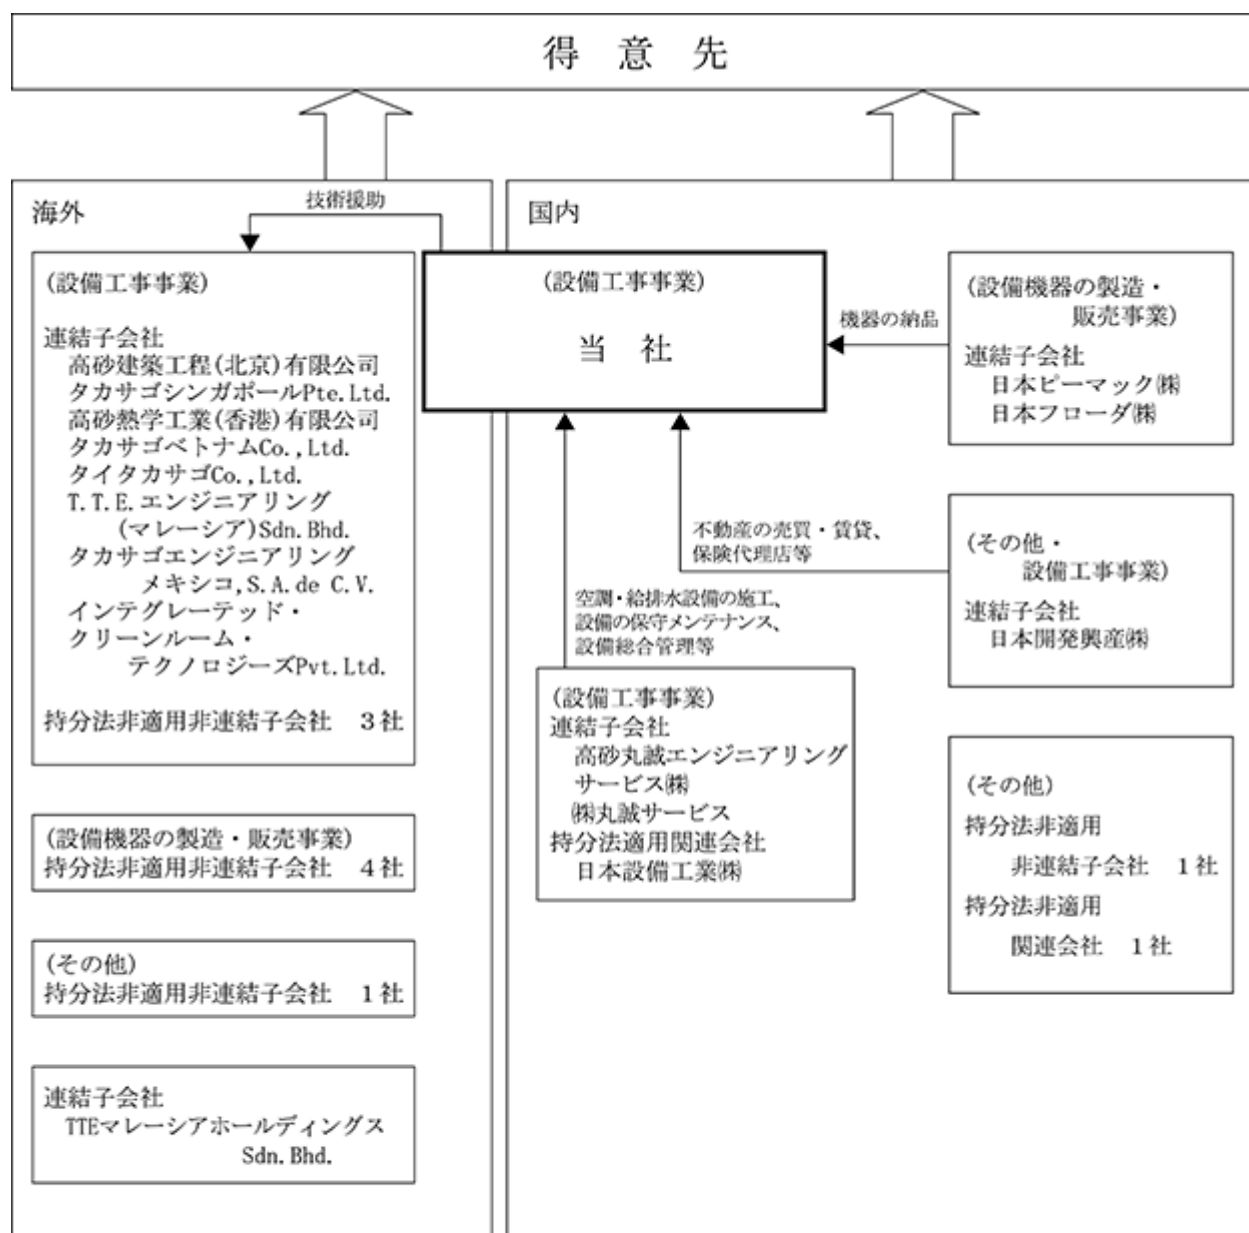 得意先
海外
技術援助
(設備工事事業)
連結子会社
高砂建築工程(北京)有限公司
タカサゴシンガポールPte.Ltd.
高砂熱学工業(香港)有限公司
タカサゴベトナムCo.,Ltd.
タイタカサゴCo.,Ltd.
T.T.E.エンジニアリング
(マレーシア)Sdn.Bhd.
タカサゴエンジニアリング
メキシコ,S.A.de C.V.
インテグレーテッド・
クリーンルーム・
テクノロジーズPvt.Ltd.
持分法非適用非連結子会社 3社
(設備機器の製造・販売事業)
持分法非適用非連結子会社 4社
(その他)
持分法非適用非連結子会社 1社
連結子会社
TTEマレーシアホールディングス
Sdn.Bhd.
国内
(設備工事事業)
当社
機器の納品
(設備機器の製造・
販売事業)
連結子会社
日本ピーマック㈱
日本フローダ㈱
不動産の売買・賃貸、
保険代理店等
(その他・
設備工事事業)
連結子会社
日本開発興産㈱
空調・給排水設備の施工、
設備の保守メンテナンス、
設備総合管理等
(設備工事事業)
連結子会社
高砂丸誠エンジニアリング
サービス㈱
㈱丸誠サービス
持分法適用関連会社
日本設備工業㈱
(その他)
持分法非適用
非連結子会社 1社
持分法非適用
関連会社 1社